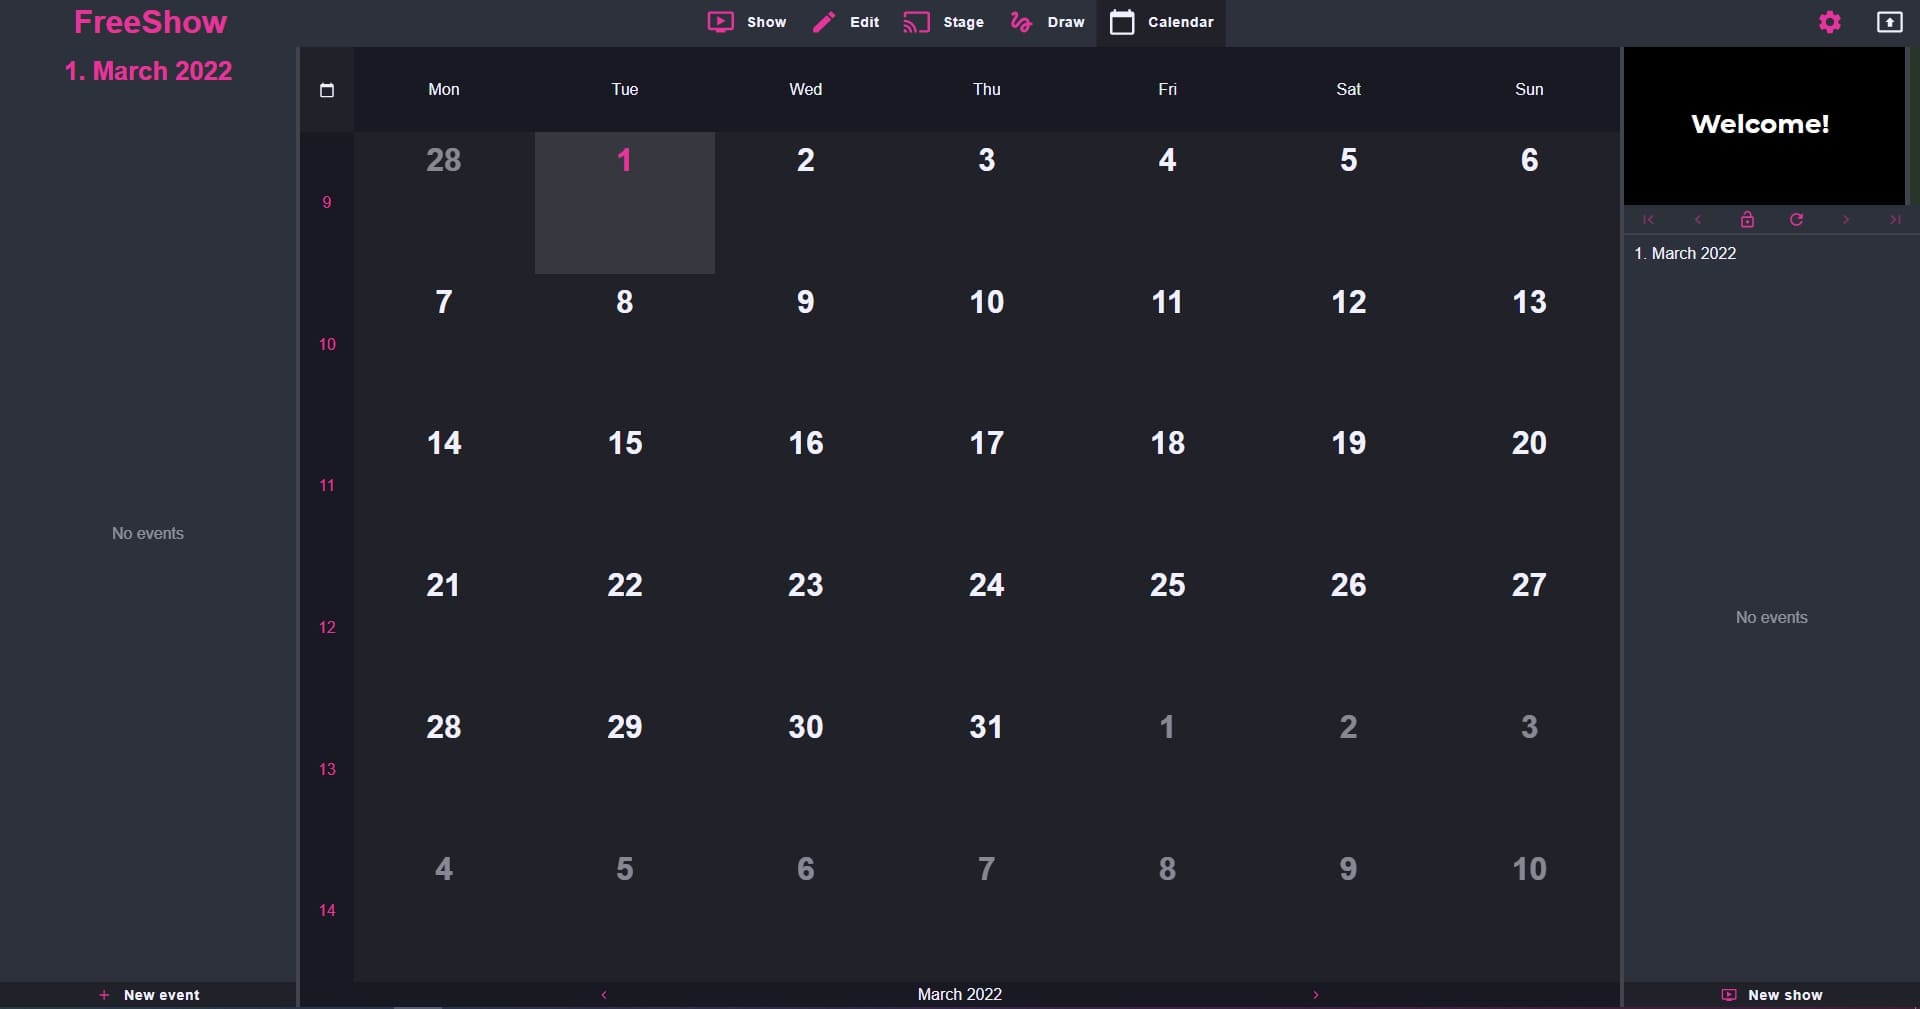 FreeShow
Show Edit Stage Draw Calendar
1. March 2022
No events
New event
Mon Tue Wed Thu Fri Sat Sun
9 28 1 2 3 4 5 6
10 7 8 9 10 11 12 13
11 14 15 16 17 18 19 20
12 21 22 23 24 25 26 27
13 28 29 30 31 1 2 3
14 4 5 6 7 8 9 10
March 2022
Welcome!
1. March 2022
No events
New show